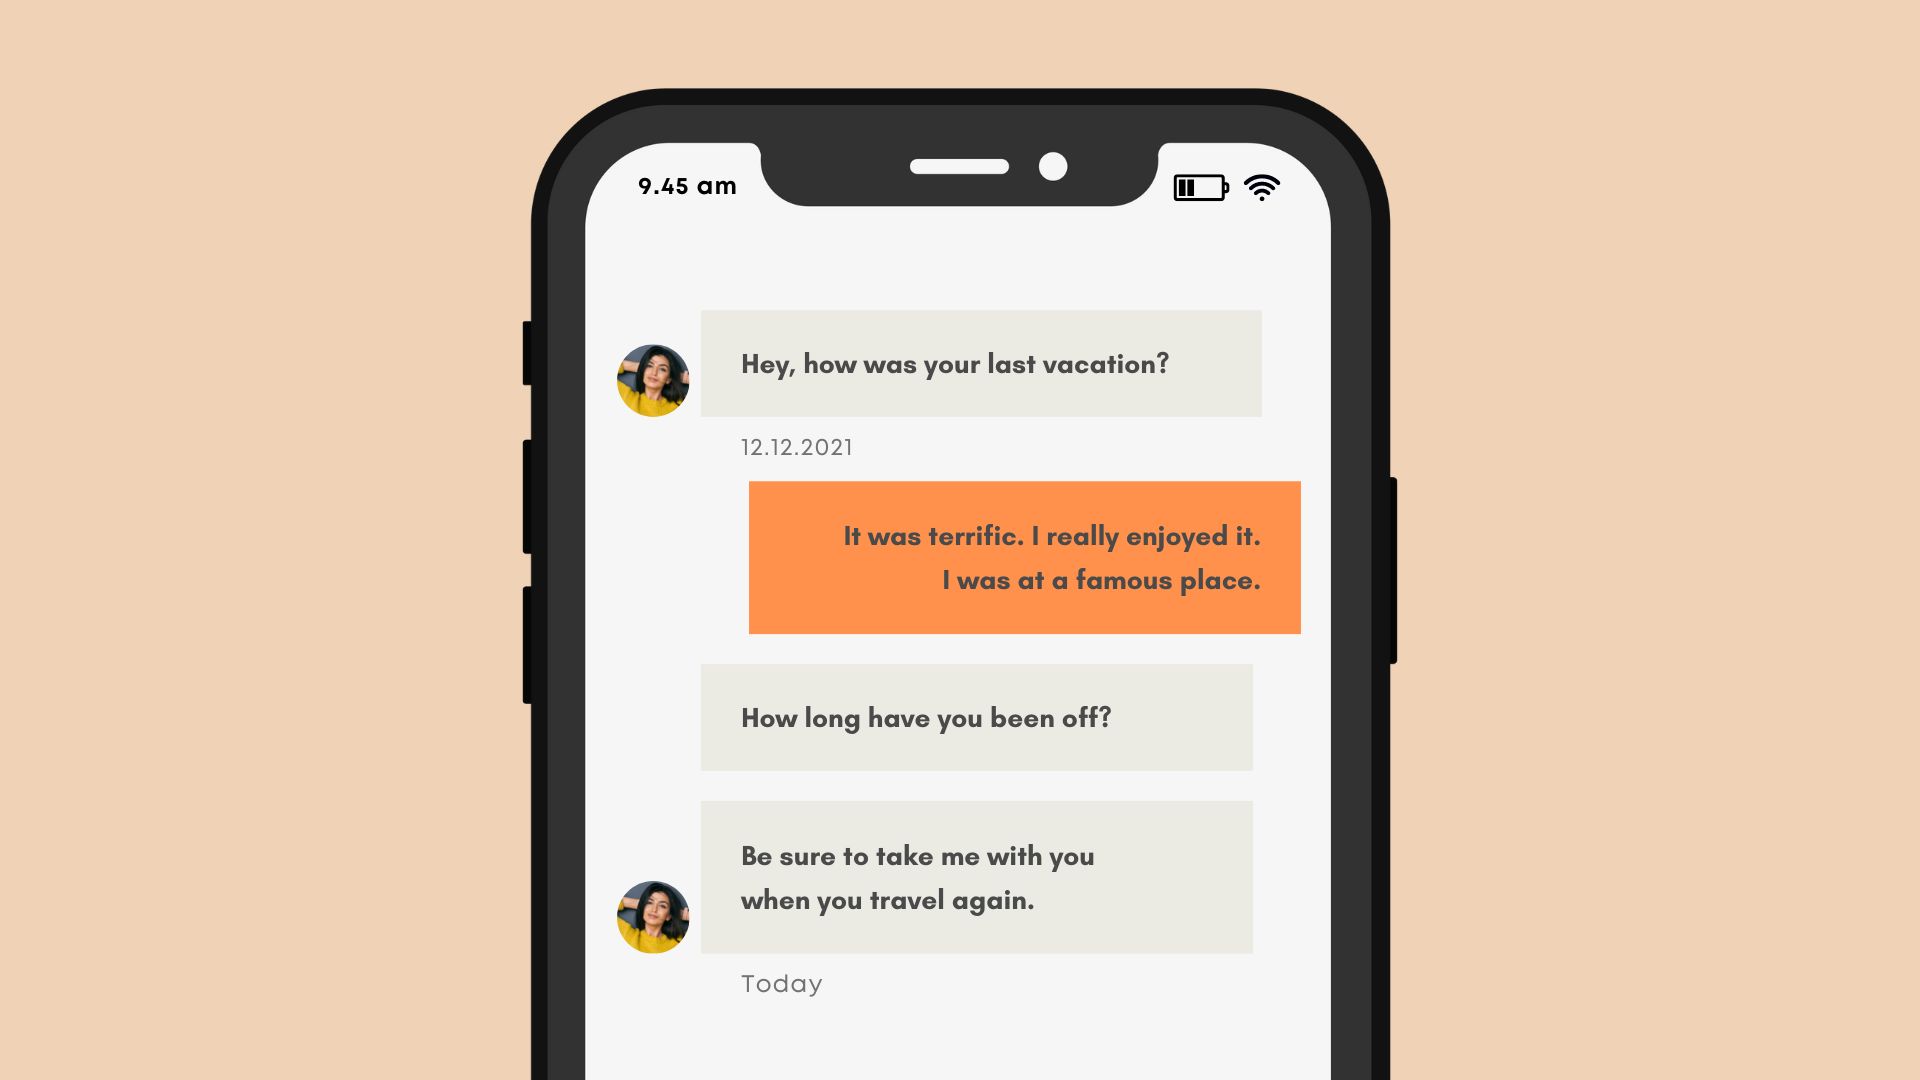 9.45 am
Hey, how was your last vacation?
12.12.2021
It was terrific. I really enjoyed it.
I was at a famous place.
How long have you been off?
Be sure to take me with you
when you travel again.
Today